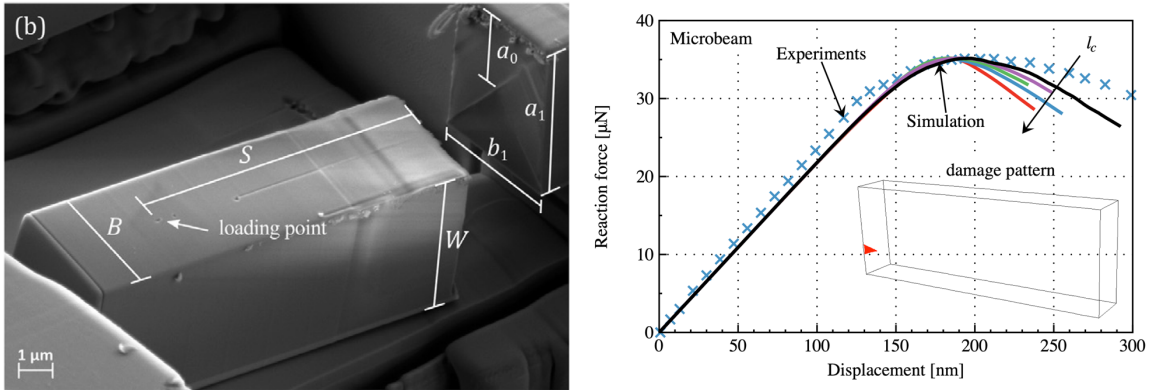 (b)
a₀
a₁
b₁
S
B
loading point
W
1 μm
Microbeam
Experiments
l_c
Simulation
damage pattern
Reaction force [μN]
40
30
20
10
0
0 50 100 150 200 250 300
Displacement [nm]